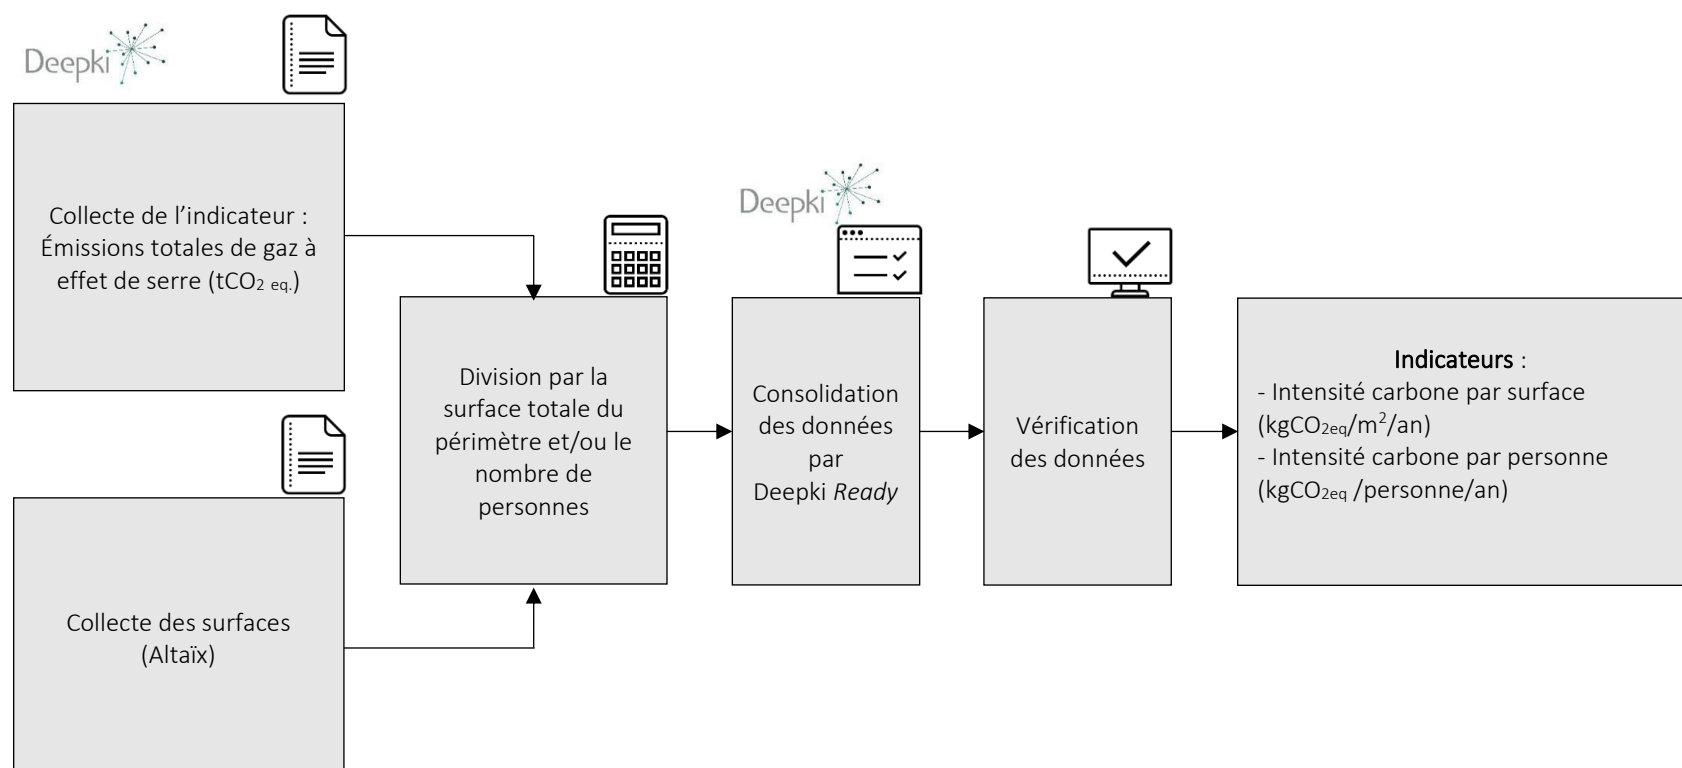 Deepki
Collecte de l’indicateur :
Émissions totales de gaz à
effet de serre (tCO2 eq.)
Collecte des surfaces
(Altaïx)
Division par la
surface totale du
périmètre et/ou le
nombre de
personnes
Deepki
Consolidation
des données
par
Deepki Ready
Vérification
des données
Indicateurs :
- Intensité carbone par surface
(kgCO2eq/m2/an)
- Intensité carbone par personne
(kgCO2eq /personne/an)